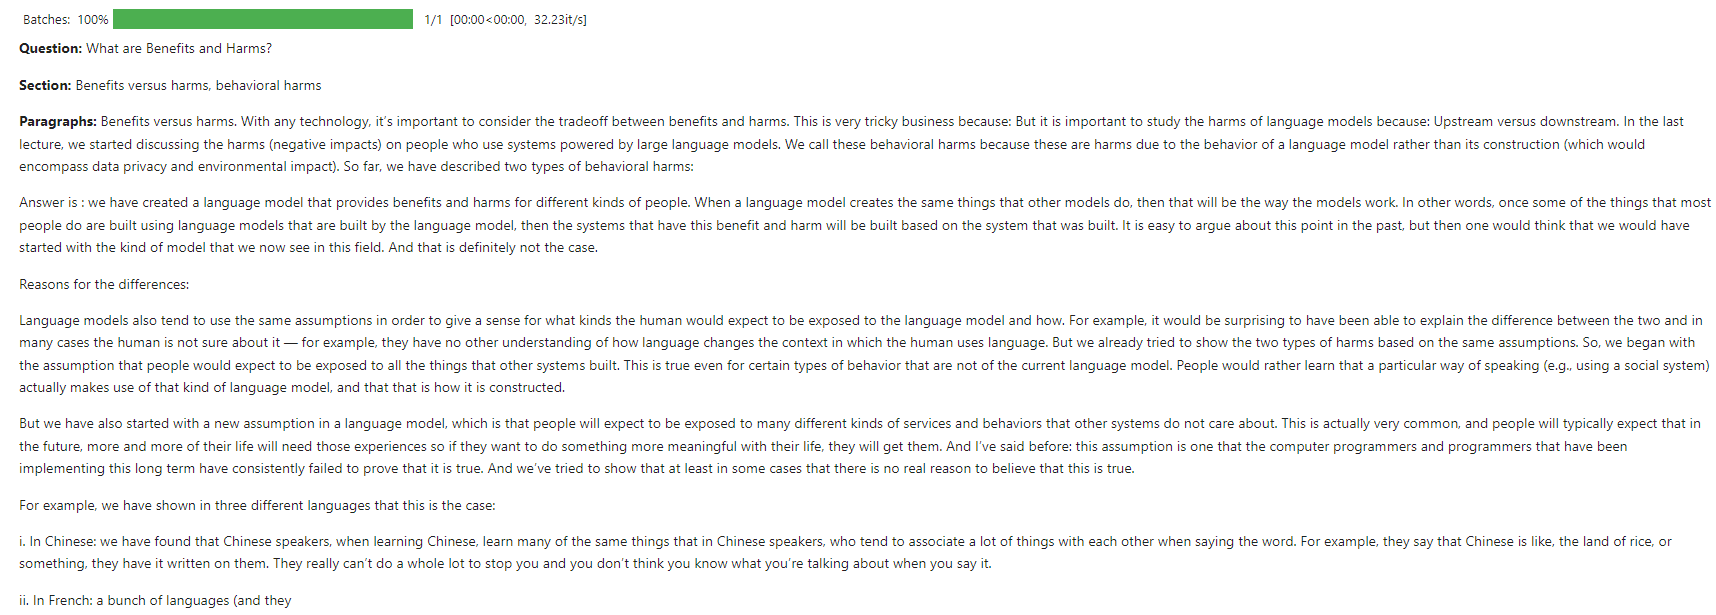 Batches: 100% 1/1 [00:00<00:00, 32.23it/s]
Question: What are Benefits and Harms?
Section: Benefits versus harms, behavioral harms
Paragraphs: Benefits versus harms. With any technology, it's important to consider the tradeoff between benefits and harms. This is very tricky business because: But it is important to study the harms of language models because: Upstream versus downstream. In the last
lecture, we started discussing the harms (negative impacts) on people who use systems powered by large language models. We call these behavioral harms because these are harms due to the behavior of a language model rather than its construction (which would
encompass data privacy and environmental impact). So far, we have described two types of behavioral harms:
Answer is : we have created a language model that provides benefits and harms for different kinds of people. When a language model creates the same things that other models do, then that will be the way the models work. In other words, once some of the things that most
people do are built using language models that are built by the language model, then the systems that have this benefit and harm will be built based on the system that was built. It is easy to argue about this point in the past, but then one would think that we would have
started with the kind of model that we now see in this field. And that is definitely not the case.
Reasons for the differences:
Language models also tend to use the same assumptions in order to give a sense for what kinds the human would expect to be exposed to the language model and how. For example, it would be surprising to have been able to explain the difference between the two and in
many cases the human is not sure about it — for example, they have no other understanding of how language changes the context in which the human uses language. But we already tried to show the two types of harms based on the same assumptions. So, we began with
the assumption that people would expect to be exposed to all the things that other systems built. This is true even for certain types of behavior that are not of the current language model. People would rather learn that a particular way of speaking (e.g., using a social system)
actually makes use of that kind of language model, and that that is how it is constructed.
But we have also started with a new assumption in a language model, which is that people will expect to be exposed to many different kinds of services and behaviors that other systems do not care about. This is actually very common, and people will typically expect that in
the future, more and more of their life will need those experiences so if they want to do something more meaningful with their life, they will get them. And I've said before: this assumption is one that the computer programmers and programmers that have been
implementing this long term have consistently failed to prove that it is true. And we've tried to show that at least in some cases that there is no real reason to believe that this is true.
For example, we have shown in three different languages that this is the case:
i. In Chinese: we have found that Chinese speakers, when learning Chinese, learn many of the same things that in Chinese speakers, who tend to associate a lot of things with each other when saying the word. For example, they say that Chinese is like, the land of rice, or
something, they have it written on them. They really can't do a whole lot to stop you and you don't think you know what you're talking about when you say it.
ii. In French: a bunch of languages (and they